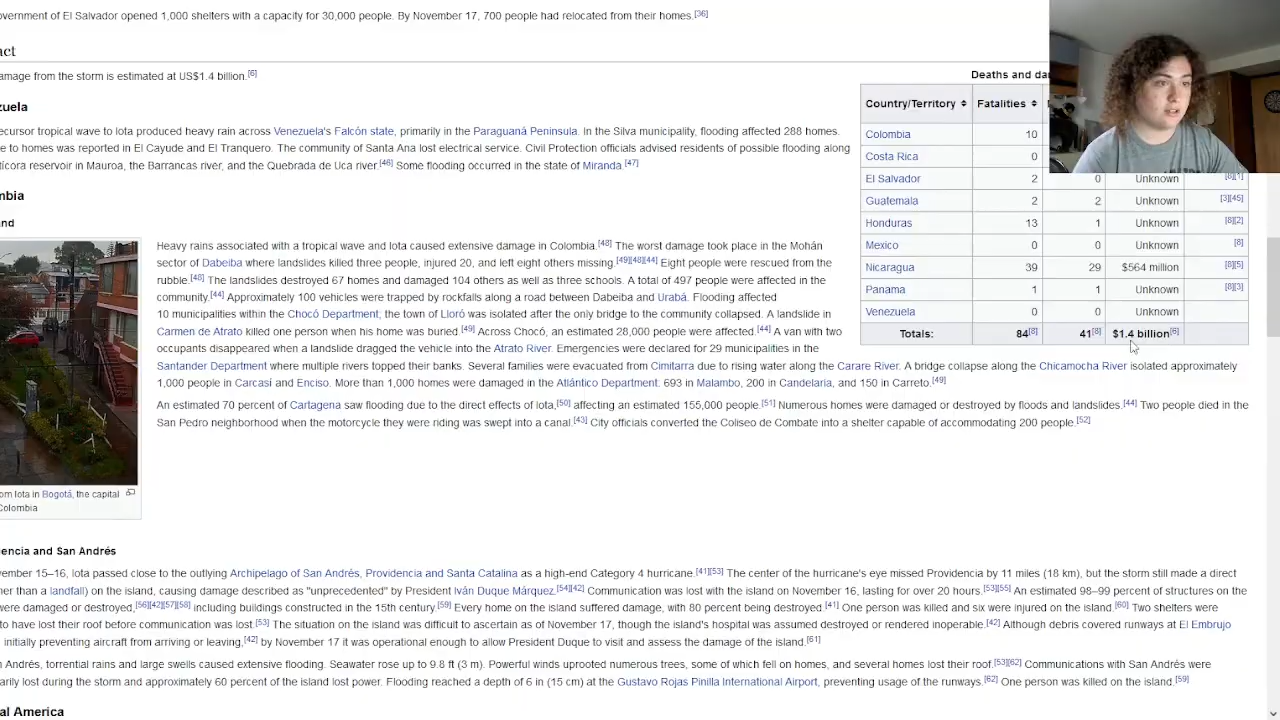 overnment of El Salvador opened 1,000 shelters with a capacity for 30,000 people. By November 17, 700 people had relocated from their homes.[36]
act
amage from the storm is estimated at US$1.4 billion.[6]
zuela
ecursor tropical wave to Iota produced heavy rain across Venezuela's Falcón state, primarily in the Paraguaná Peninsula. In the Silva municipality, flooding affected 288 homes.
e to homes was reported in El Cayude and El Tranquero. The community of Santa Ana lost electrical service. Civil Protection officials advised residents of possible flooding along
tícora reservoir in Mauroa, the Barrancas river, and the Quebrada de Uca river.[46] Some flooding occurred in the state of Miranda.[47]
Deaths and da
Country/Territory Fatalities
Colombia 10
Costa Rica 0
El Salvador 2 0 Unknown [8][1]
Guatemala 2 2 Unknown [3][45]
Honduras 13 1 Unknown [8][2]
Mexico 0 0 Unknown [8]
Nicaragua 39 29 $564 million [8][5]
Panama 1 1 Unknown [8][3]
Venezuela 0 0 Unknown
Totals: 84[8] 41[8] $1.4 billion[6]
mbia
and
Heavy rains associated with a tropical wave and Iota caused extensive damage in Colombia.[48] The worst damage took place in the Mohán
sector of Dabeiba where landslides killed three people, injured 20, and left eight others missing.[49][48][44] Eight people were rescued from the
rubble.[48] The landslides destroyed 67 homes and damaged 104 others as well as three schools. A total of 497 people were affected in the
community.[44] Approximately 100 vehicles were trapped by rockfalls along a road between Dabeiba and Urabá. Flooding affected
10 municipalities within the Chocó Department; the town of Lloró was isolated after the only bridge to the community collapsed. A landslide in
Carmen de Atrato killed one person when his home was buried.[49] Across Chocó, an estimated 28,000 people were affected.[44] A van with two
occupants disappeared when a landslide dragged the vehicle into the Atrato River. Emergencies were declared for 29 municipalities in the
Santander Department where multiple rivers topped their banks. Several families were evacuated from Cimitarra due to rising water along the Carare River. A bridge collapse along the Chicamocha River isolated approximately
1,000 people in Carcasí and Enciso. More than 1,000 homes were damaged in the Atlántico Department: 693 in Malambo, 200 in Candelaria, and 150 in Carreto.[49]
An estimated 70 percent of Cartagena saw flooding due to the direct effects of Iota,[50] affecting an estimated 155,000 people.[51] Numerous homes were damaged or destroyed by floods and landslides.[44] Two people died in the
San Pedro neighborhood when the motorcycle they were riding was swept into a canal.[43] City officials converted the Coliseo de Combate into a shelter capable of accommodating 200 people.[52]
om Iota in Bogotá, the capital
Colombia
encia and San Andrés
vember 15–16, Iota passed close to the outlying Archipelago of San Andrés, Providencia and Santa Catalina as a high-end Category 4 hurricane.[41][53] The center of the hurricane's eye missed Providencia by 11 miles (18 km), but the storm still made a direct
her than a landfall) on the island, causing damage described as "unprecedented" by President Iván Duque Márquez.[54][42] Communication was lost with the island on November 16, lasting for over 20 hours.[53][55] An estimated 98–99 percent of structures on the
were damaged or destroyed,[56][42][57][58] including buildings constructed in the 15th century.[59] Every home on the island suffered damage, with 80 percent being destroyed.[41] One person was killed and six were injured on the island.[60] Two shelters were
to have lost their roof before communication was lost.[53] The situation on the island was difficult to ascertain as of November 17, though the island's hospital was assumed destroyed or rendered inoperable.[42] Although debris covered runways at El Embrujo
initially preventing aircraft from arriving or leaving,[42] by November 17 it was operational enough to allow President Duque to visit and assess the damage of the island.[61]
n Andrés, torrential rains and large swells caused extensive flooding. Seawater rose up to 9.8 ft (3 m). Powerful winds uprooted numerous trees, some of which fell on homes, and several homes lost their roof.[53][62] Communications with San Andrés were
arily lost during the storm and approximately 60 percent of the island lost power. Flooding reached a depth of 6 in (15 cm) at the Gustavo Rojas Pinilla International Airport, preventing usage of the runways.[62] One person was killed on the island.[59]
al America